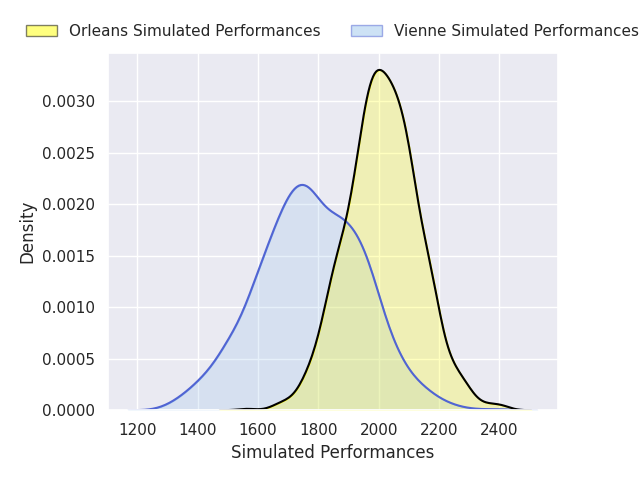 Orleans Simulated Performances
Vienne Simulated Performances
0.0030
0.0025
0.0020
0.0015
0.0010
0.0005
0.0000
Density
1200 1400 1600 1800 2000 2200 2400
Simulated Performances